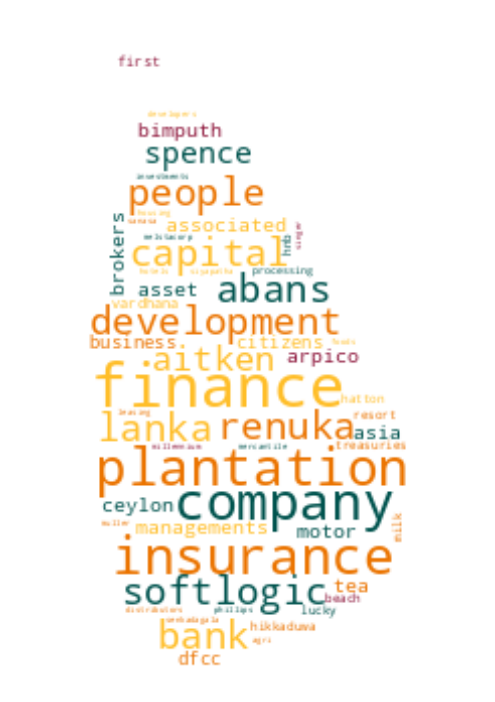 first
developers
bimputh
spence
investments
people
housing
sanasa
associated
singer
brokers
melstacorp
hnb
capital
hotels
siyapatha
processing
asset
abans
vardhana
development
business
citizens
foods
aitken
arpico
finance
hatton
leasing
resort
lanka
renuka
asia
millennium
mercantile
treasuries
plantation
ceylon
company
muller
managements
motor
milk
insurance
softlogic
tea
beach
distributors
phillips
lucky
senkadagala
bank
hikkaduwa
agri
dfcc